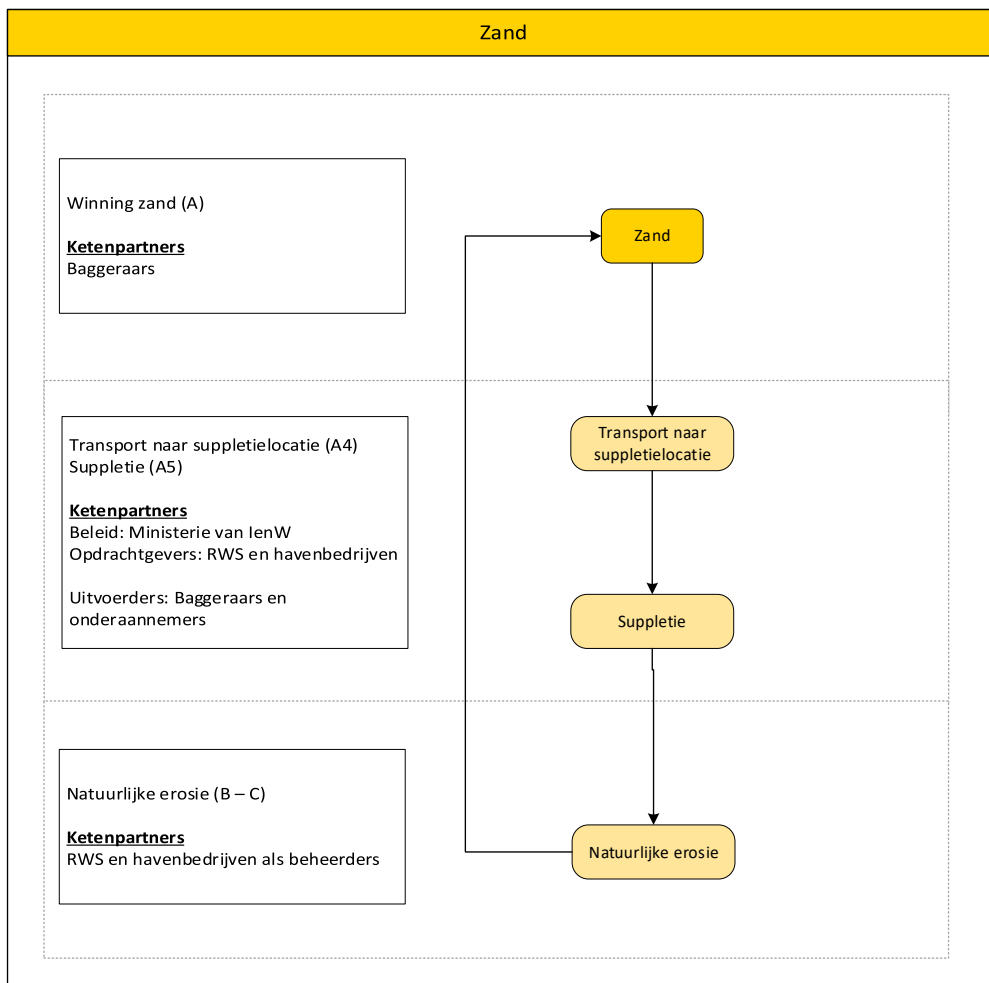 Zand
Winning zand (A)
Ketenpartners
Baggeraars
Zand
Transport naar suppletielocatie (A4)
Suppletie (A5)
Ketenpartners
Beleid: Ministerie van IenW
Opdrachtgevers: RWS en havenbedrijven
Uitvoerders: Baggeraars en
onderaannemers
Transport naar
suppletielocatie
Suppletie
Natuurlijke erosie (B – C)
Ketenpartners
RWS en havenbedrijven als beheerders
Natuurlijke erosie